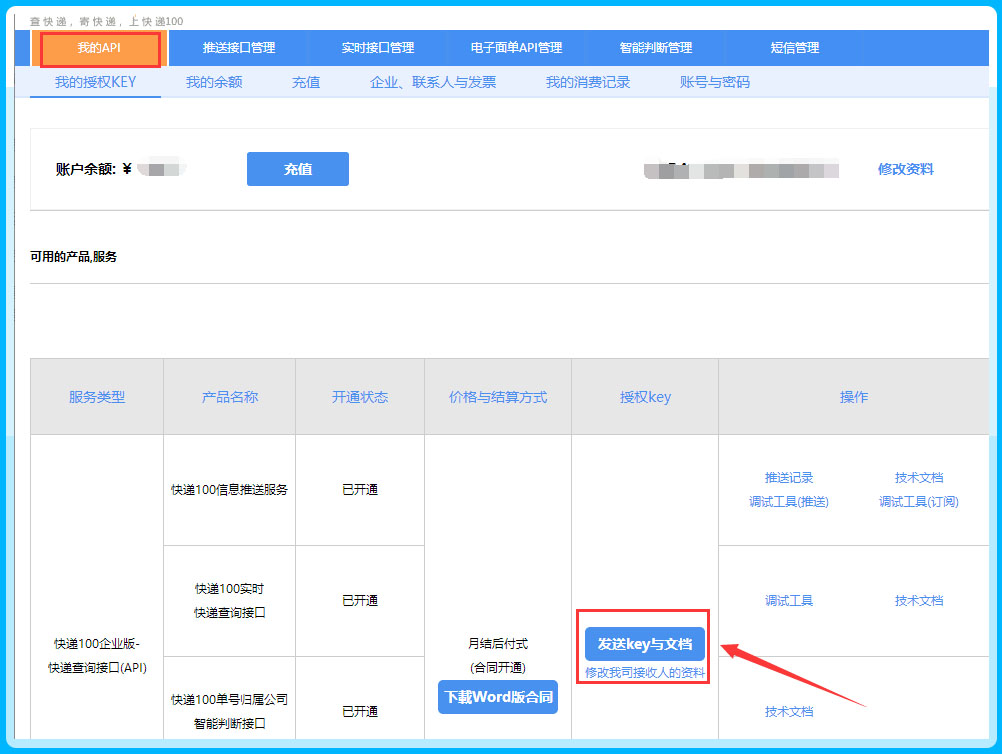 查快递，寄快递，上快递100
我的API
推送接口管理
实时接口管理
电子面单API管理
智能判断管理
短信管理
我的授权KEY
我的余额
充值
企业、联系人与发票
我的消费记录
账号与密码
账户余额: ¥
充值
修改资料
可用的产品,服务
服务类型
产品名称
开通状态
价格与结算方式
授权key
操作
快递100企业版-
快递查询接口(API)
快递100信息推送服务
已开通
推送记录
技术文档
调试工具(推送)
调试工具(订阅)
快递100实时
快递查询接口
已开通
调试工具
技术文档
月结后付式
(合同开通)
下载Word版合同
发送key与文档
修改我司接收人的资料
快递100单号归属公司
智能判断接口
已开通
技术文档